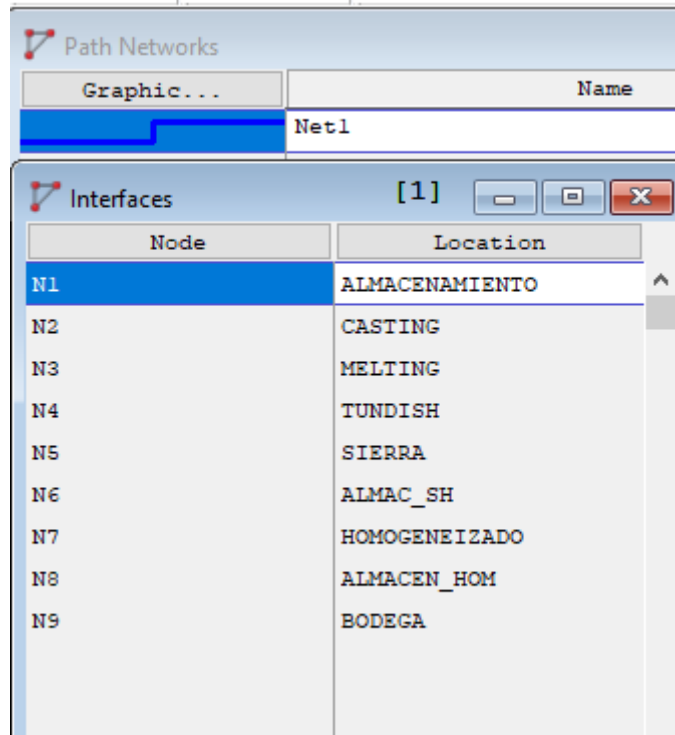 Path Networks
Graphic... Name
Net1
Interfaces [1]
Node Location
N1 ALMACENAMIENTO
N2 CASTING
N3 MELTING
N4 TUNDISH
N5 SIERRA
N6 ALMAC_SH
N7 HOMOGENEIZADO
N8 ALMACEN_HOM
N9 BODEGA